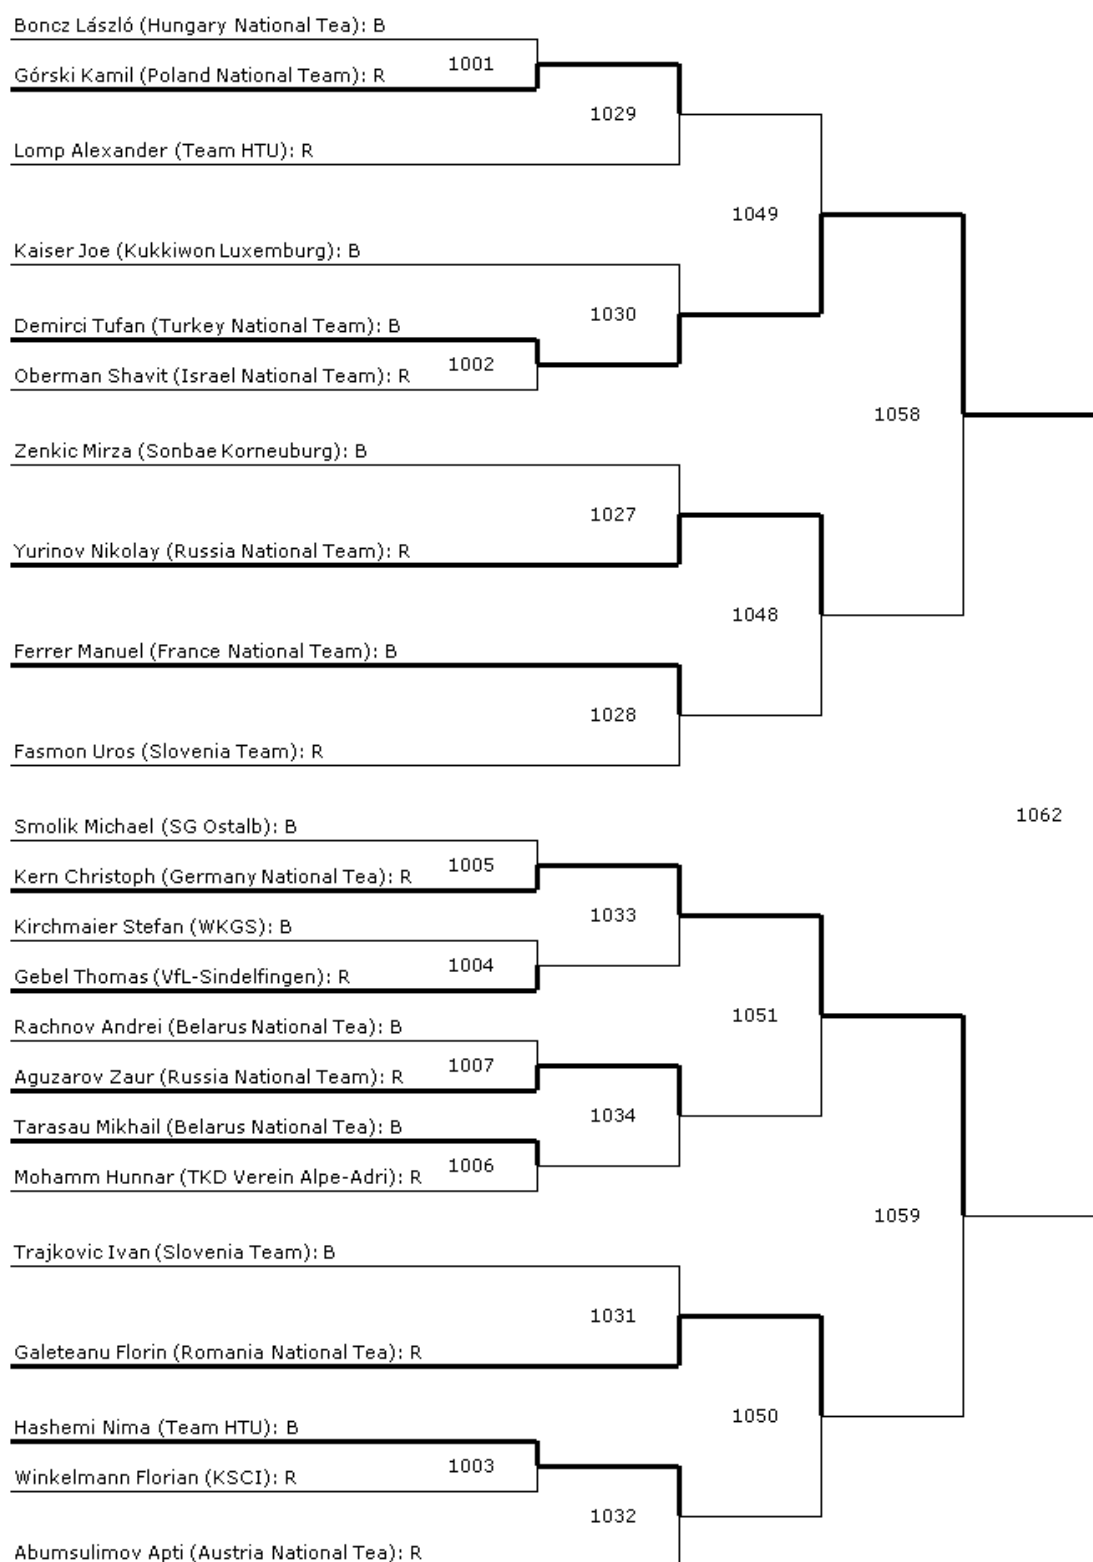 Boncz László (Hungary National Tea): B
1001
Górski Kamil (Poland National Team): R
1029
Lomp Alexander (Team HTU): R
1049
Kaiser Joe (Kukkiwon Luxemburg): B
1030
Demirci Tufan (Turkey National Team): B
1002
Oberman Shavit (Israel National Team): R
1058
Zenkic Mirza (Sonbae Korneuburg): B
1027
Yurinov Nikolay (Russia National Team): R
1048
Ferrer Manuel (France National Team): B
1028
Fasmon Uros (Slovenia Team): R
1062
Smolik Michael (SG Ostalb): B
1005
Kern Christoph (Germany National Tea): R
1033
Kirchmaier Stefan (WKGS): B
1004
Gebel Thomas (VfL-Sindelfingen): R
1051
Rachnov Andrei (Belarus National Tea): B
1007
Aguzarov Zaur (Russia National Team): R
1034
Tarasau Mikhail (Belarus National Tea): B
1006
Mohamm Hunnar (TKD Verein Alpe-Adri): R
1059
Trajkovic Ivan (Slovenia Team): B
1031
Galeteanu Florin (Romania National Tea): R
1050
Hashemi Nima (Team HTU): B
1003
Winkelmann Florian (KSCI): R
1032
Abumsulimov Apti (Austria National Tea): R